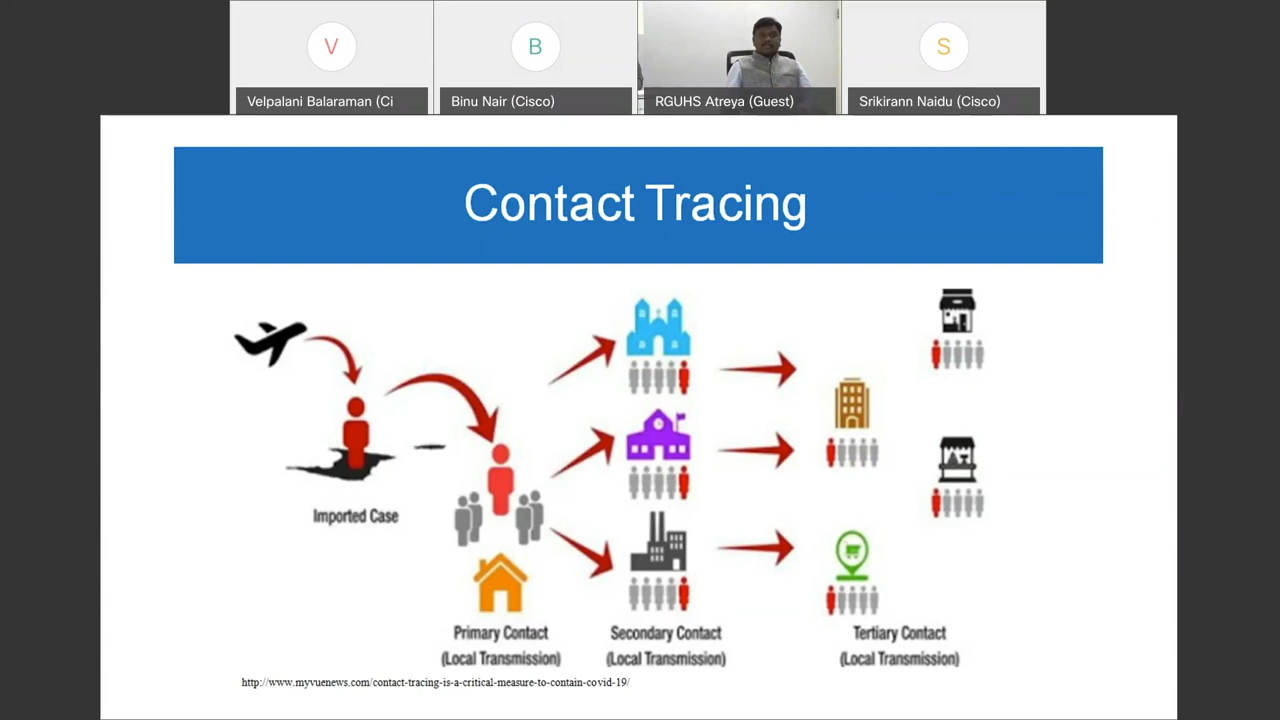 V
B
S
Velpalani Balaraman (Ci
Binu Nair (Cisco)
RGUHS Atreya (Guest)
Srikirann Naidu (Cisco)
Contact Tracing
Imported Case
Primary Contact
(Local Transmission)
Secondary Contact
(Local Transmission)
Tertiary Contact
(Local Transmission)
http://www.myvuenews.com/contact-tracing-is-a-critical-measure-to-contain-covid-19/